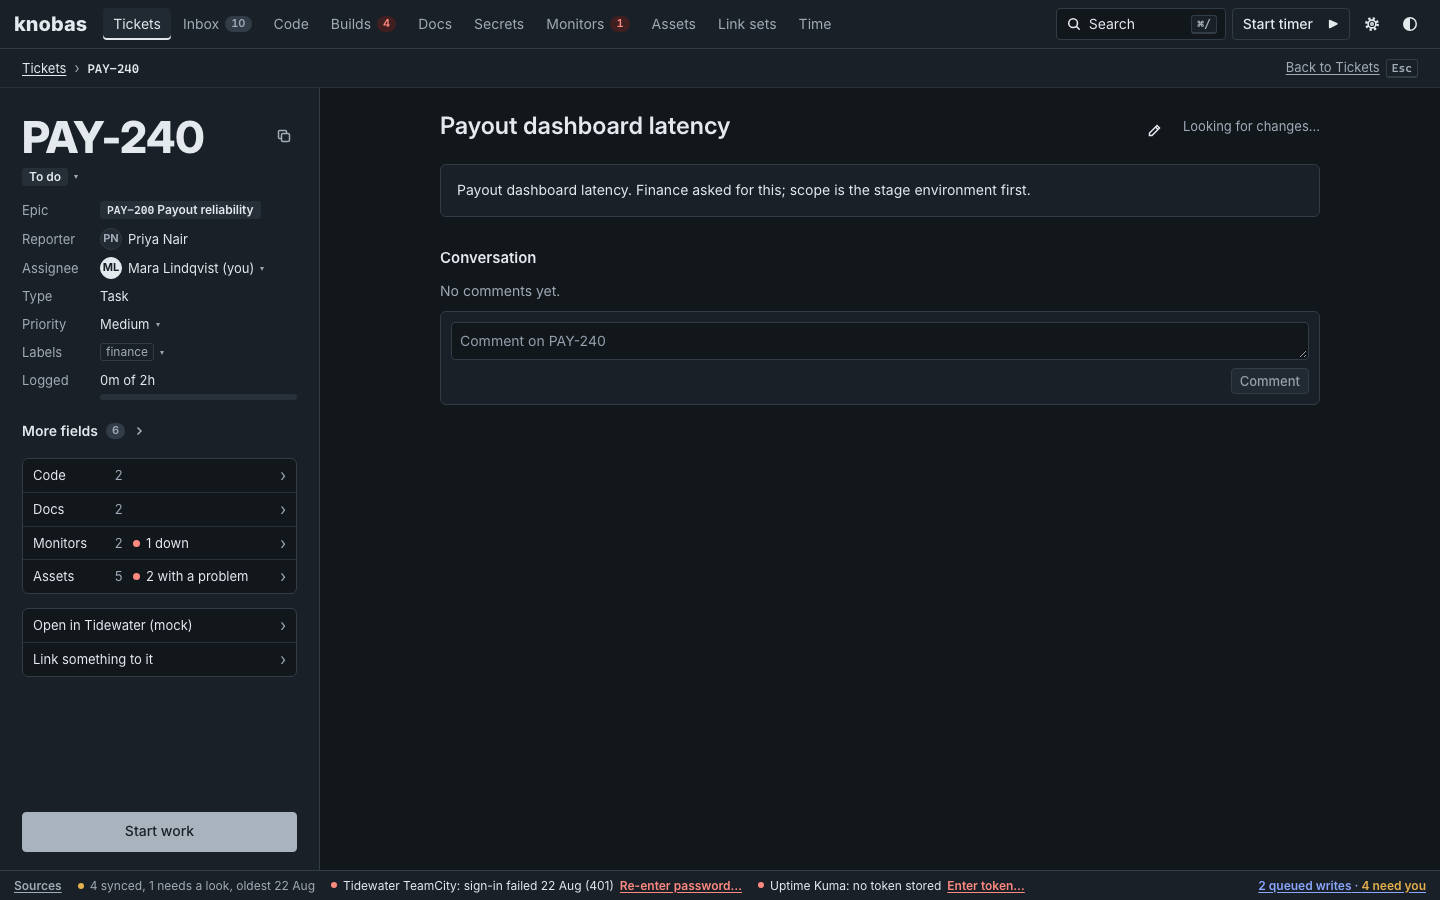 knobas Tickets Inbox 10 Code Builds 4 Docs Secrets Monitors 1 Assets Link sets Time Search ⌘/ Start timer
Tickets › PAY-240 Back to Tickets Esc
PAY-240
To do
Epic PAY-200 Payout reliability
Reporter PN Priya Nair
Assignee ML Mara Lindqvist (you)
Type Task
Priority Medium
Labels finance
Logged 0m of 2h
More fields 6
Code 2
Docs 2
Monitors 2 1 down
Assets 5 2 with a problem
Open in Tidewater (mock)
Link something to it
Start work
Payout dashboard latency Looking for changes...
Payout dashboard latency. Finance asked for this; scope is the stage environment first.
Conversation
No comments yet.
Comment on PAY-240
Comment
Sources 4 synced, 1 needs a look, oldest 22 Aug Tidewater TeamCity: sign-in failed 22 Aug (401) Re-enter password... Uptime Kuma: no token stored Enter token... 2 queued writes · 4 need you